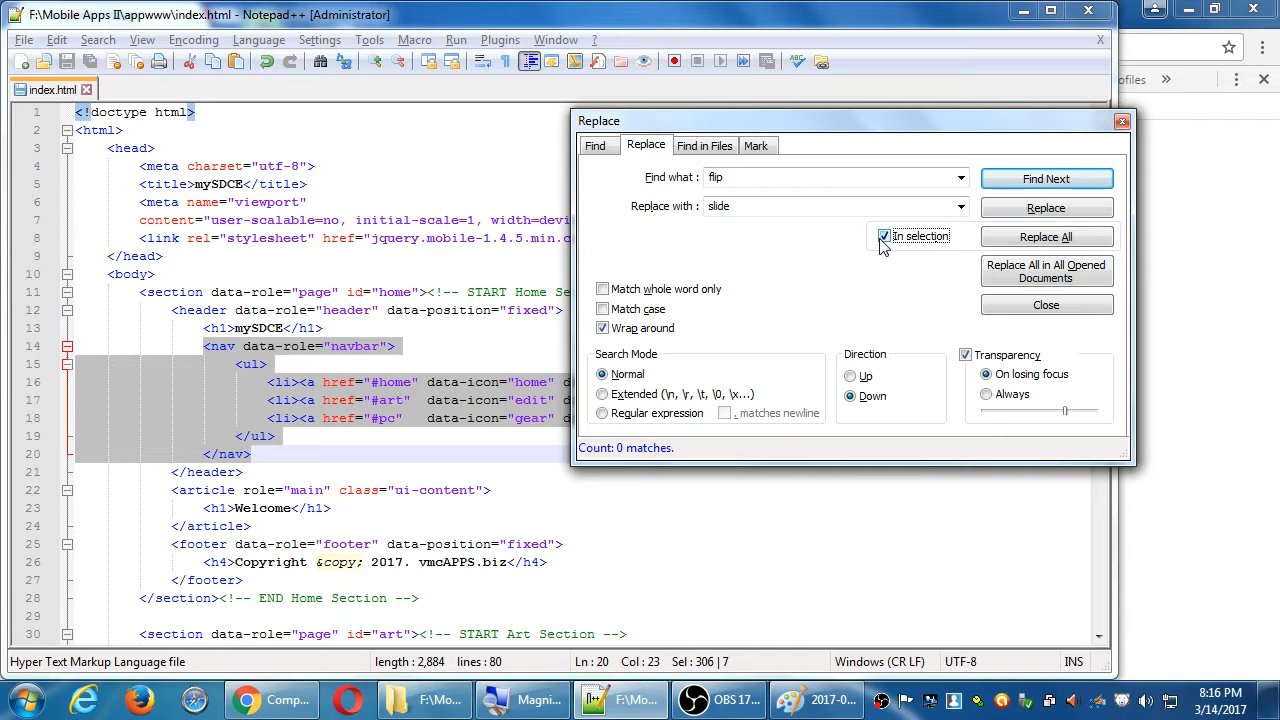 F:\Mobile Apps II\appwww\index.html - Notepad++ [Administrator]
File Edit Search View Encoding Language Settings Tools Macro Run Plugins Window ? X
index.html
ofiles »
1 <!doctype html>
2 <html>
3 <head>
4 <meta charset="utf-8">
5 <title>mySDCE</title>
6 <meta name="viewport"
7 content="user-scalable=no, initial-scale=1, width=devi
8 <link rel="stylesheet" href="jquery.mobile-1.4.5.min.c
9 </head>
10 <body>
11 <section data-role="page" id="home"><!-- START Home Se
12 <header data-role="header" data-position="fixed">
13 <h1>mySDCE</h1>
14 <nav data-role="navbar">
15 <ul>
16 <li><a href="#home" data-icon="home" d
17 <li><a href="#art" data-icon="edit" d
18 <li><a href="#pc" data-icon="gear" d
19 </ul>
20 </nav>
21 </header>
22 <article role="main" class="ui-content">
23 <h1>Welcome</h1>
24 </article>
25 <footer data-role="footer" data-position="fixed">
26 <h4>Copyright &copy; 2017. vmcAPPS.biz</h4>
27 </footer>
28 </section><!-- END Home Section -->
29
30 <section data-role="page" id="art"><!-- START Art Section -->
Replace
Find Replace Find in Files Mark
Find what : flip Find Next
Replace with : slide Replace
In selection Replace All
Replace All in All Opened
Documents
Close
Match whole word only
Match case
Wrap around
Search Mode
Normal
Extended (\n, \r, \t, \0, \x...)
Regular expression . matches newline
Direction
Up
Down
Transparency
On losing focus
Always
Count: 0 matches.
Hyper Text Markup Language file length : 2,884 lines : 80 Ln : 20 Col : 23 Sel : 306 | 7 Windows (CR LF) UTF-8 INS
Comp... F:\Mo... Magni... F:\Mo... OBS 17... 2017-0...
8:16 PM
3/14/2017